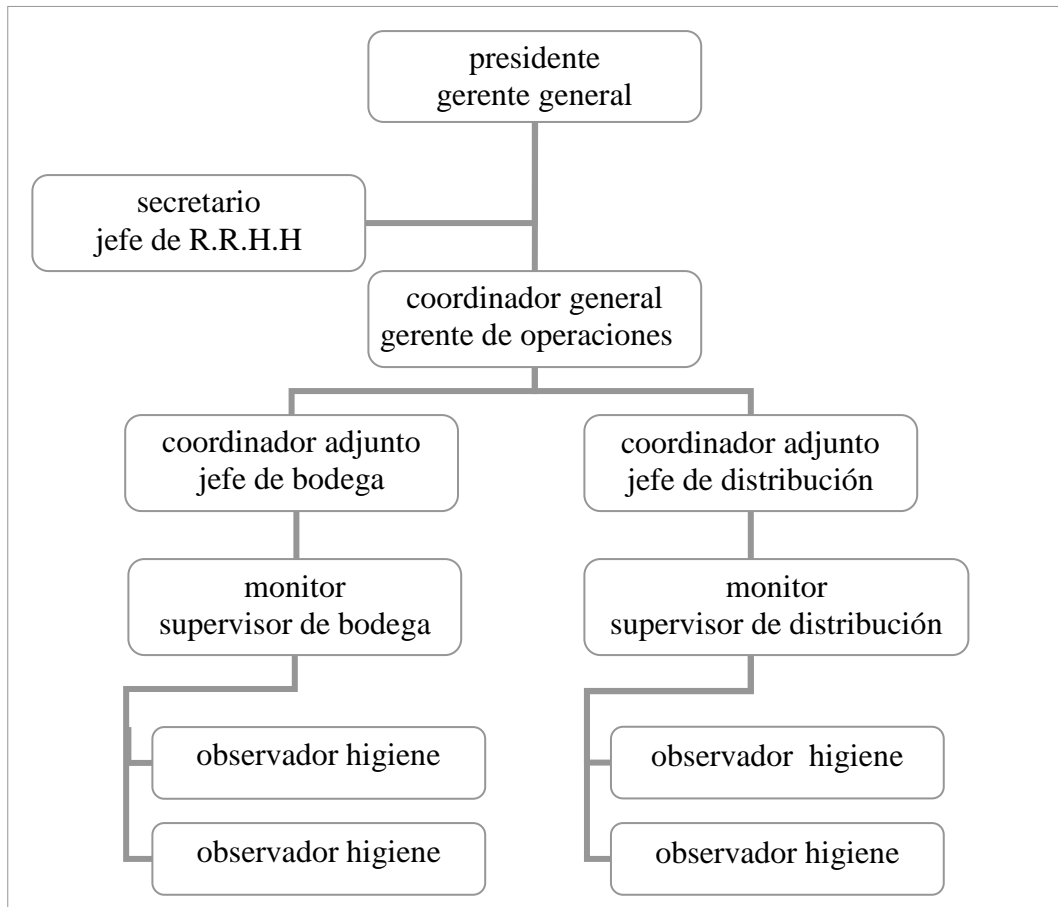 presidente
gerente general
secretario
jefe de R.R.H.H
coordinador general
gerente de operaciones
coordinador adjunto
jefe de bodega
coordinador adjunto
jefe de distribución
monitor
supervisor de bodega
monitor
supervisor de distribución
observador higiene
observador higiene
observador higiene
observador higiene